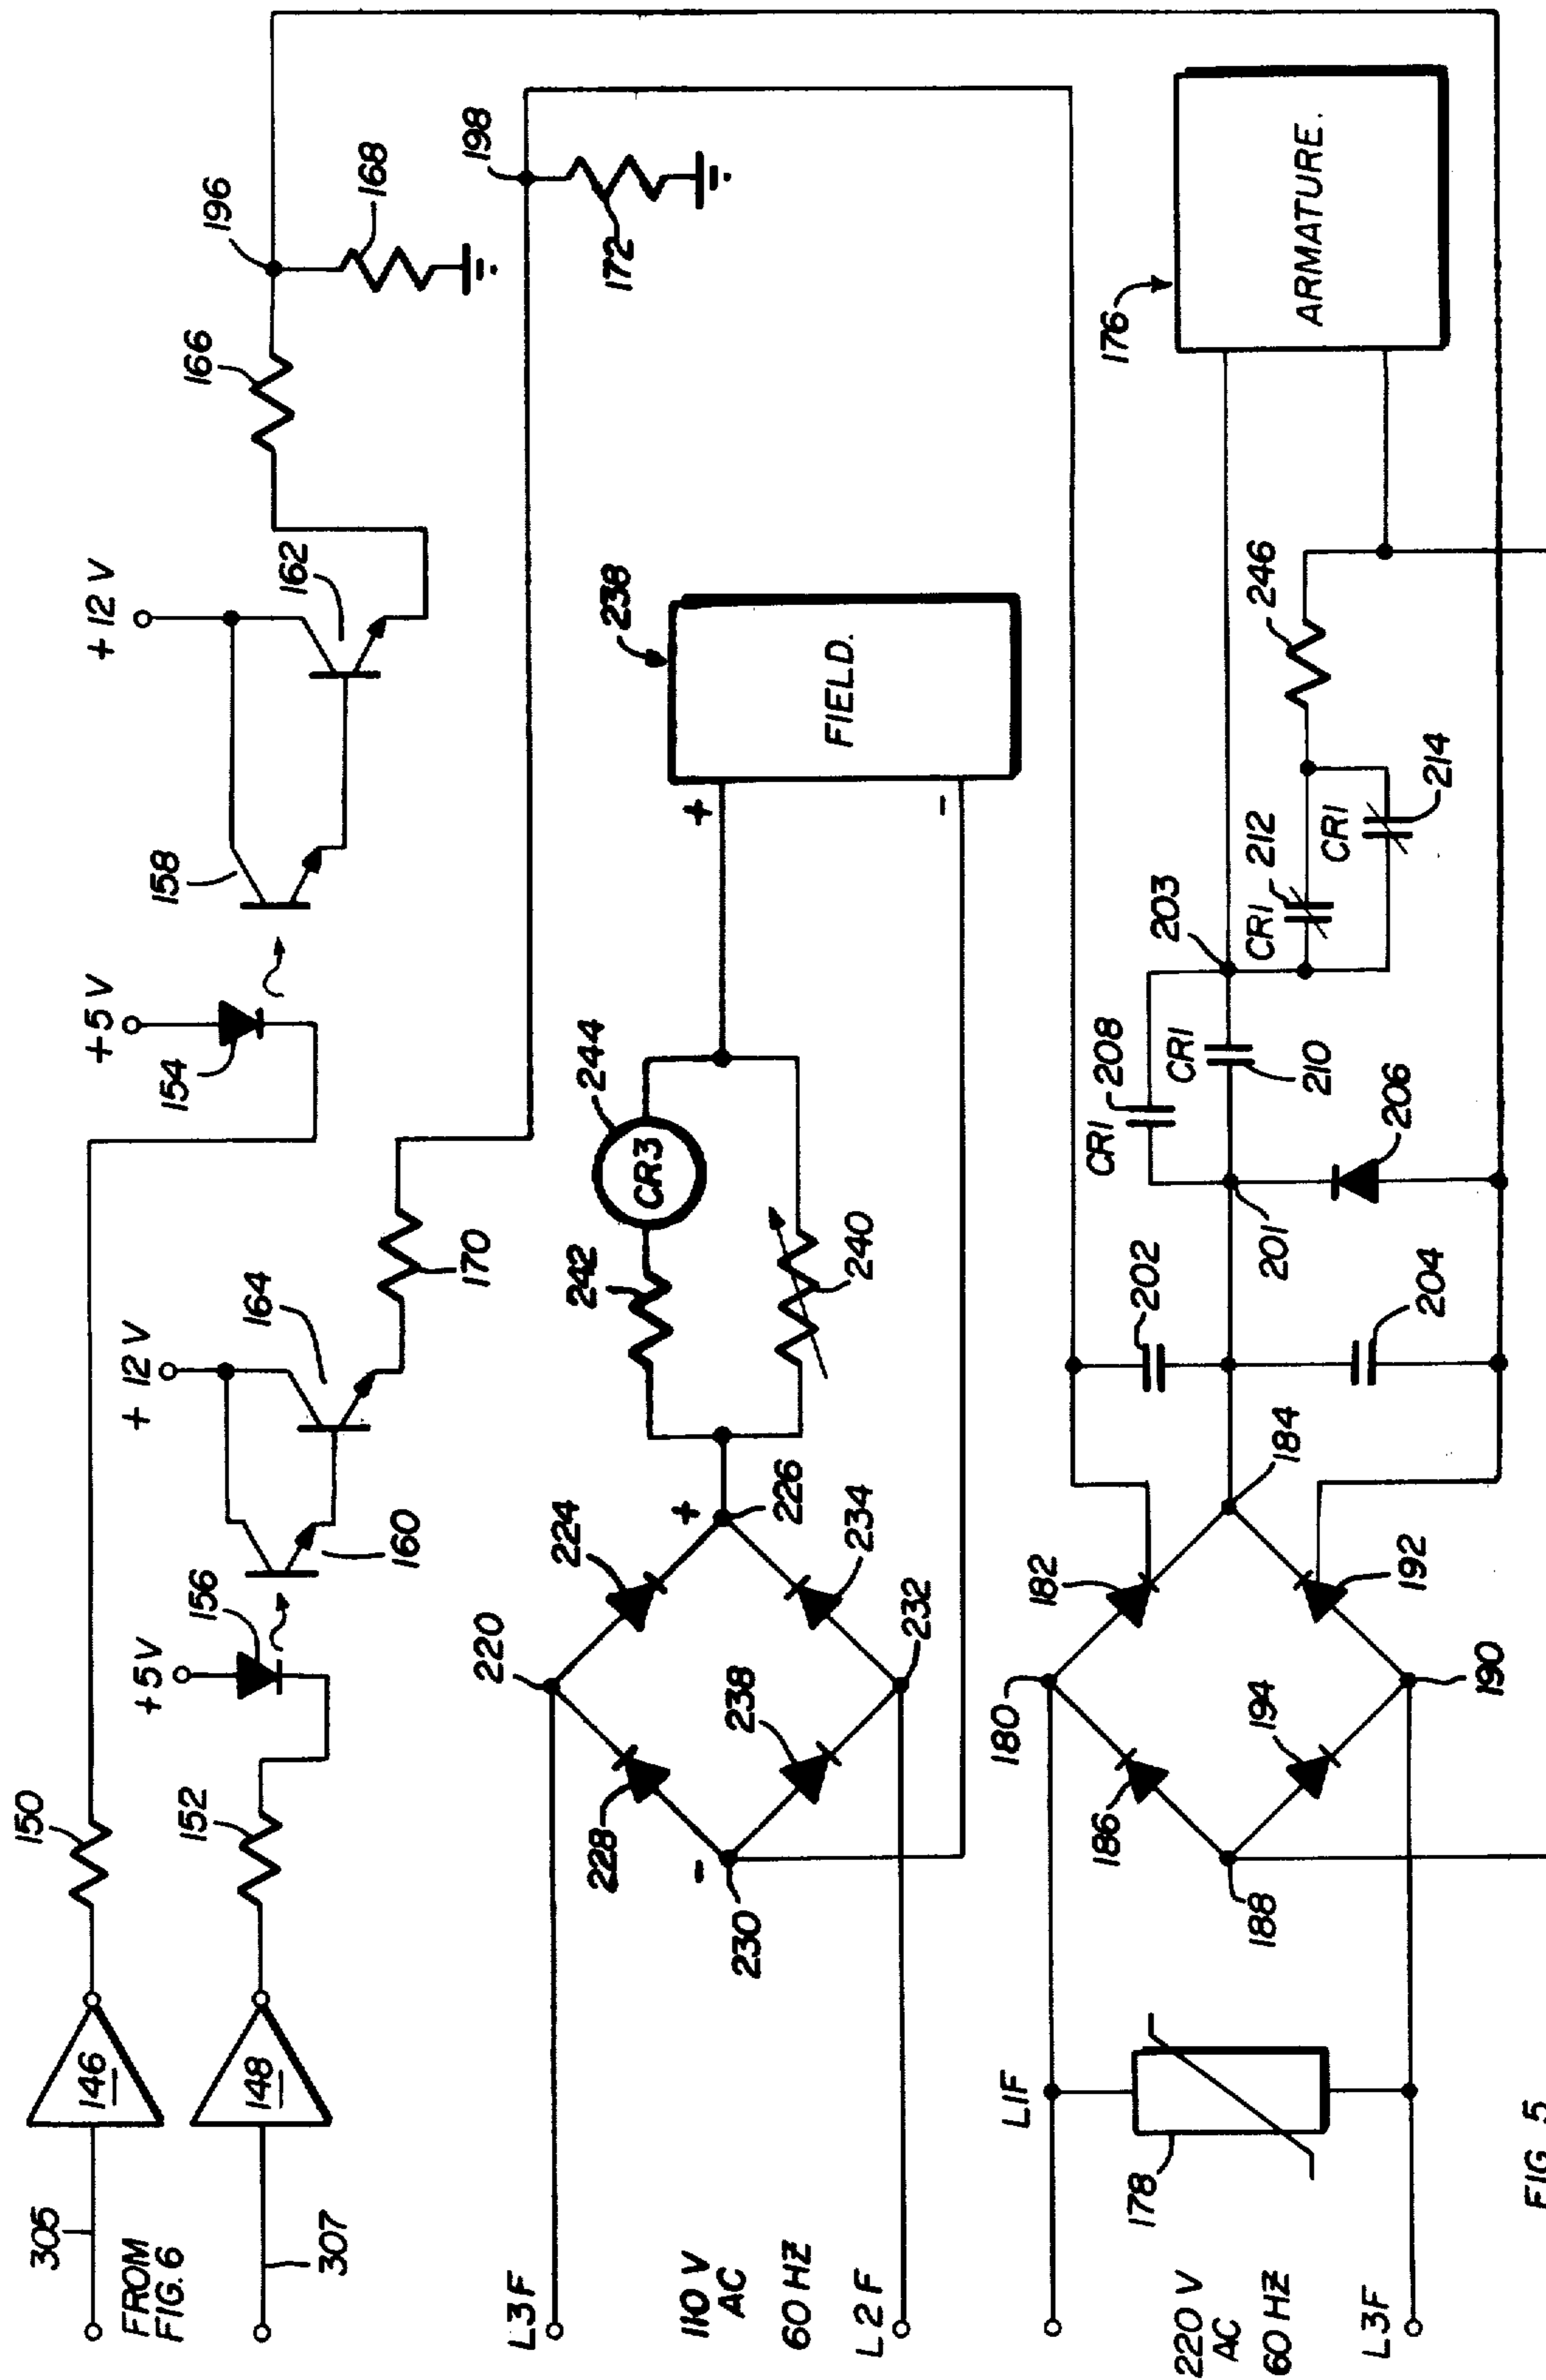 305
FROM
FIG. 6
307
146
148
150
152
+5V
156
160
+12V
164
170
+5V
154
158
+12V
162
166
196
168
198
172
L3F
110 V
AC
60 HZ
L2F
220
224
228
-
230
238
232
234
+
226
242
CR3
244
240
+
-
238
FIELD.
L1F
220 V
AC
60 HZ
L3F
178
180
182
186
188
194
190
192
184
202
204
201
206
CR1
208
CR1
210
203
CR1
212
CR1
214
246
176
ARMATURE.
FIG. 5